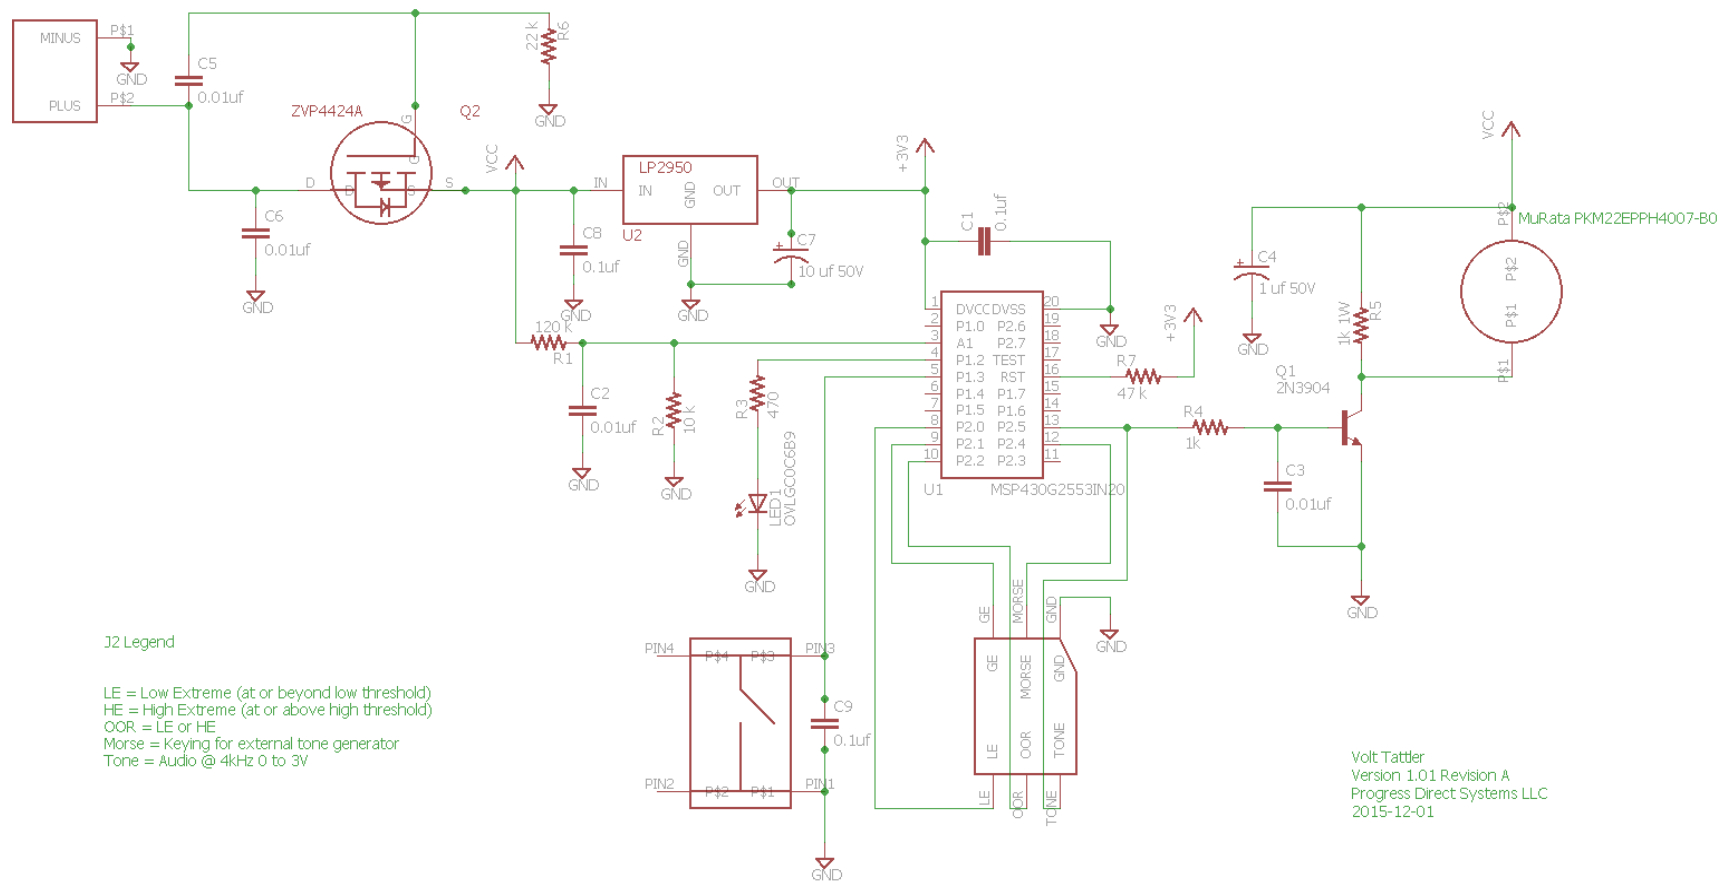 MINUS
P$1
GND
PLUS
P$2
C5
0.01uf
22 k
R6
GND
ZVP4424A
Q2
G
G
D
D
S
S
C6
0.01uf
GND
VCC
LP2950
IN
IN
OUT
OUT
GND
GND
U2
C8
0.1uf
GND
C7
10 uf 50V
GND
+3V3
C1
0.1uf
120 k
R1
C2
0.01uf
GND
R2
10 k
GND
R3
470
LED1
OVLGC0C6B9
GND
1 DVCC DVSS 20
2 P1.0 P2.6 19
3 A1 P2.7 18
4 P1.2 TEST 17
5 P1.3 RST 16
6 P1.4 P1.7 15
7 P1.5 P1.6 14
8 P2.0 P2.5 13
9 P2.1 P2.4 12
10 P2.2 P2.3 11
U1
MSP430G2553IN20
GND
R7
47 k
+3V3
R4
1k
C3
0.01uf
Q1
2N3904
GND
C4
1 uf 50V
GND
1k 1W
R5
VCC
P$2
MuRata PKM22EPPH4007-B0
P$2
P$1
P$1
PIN4
P$4
P$3
PIN3
PIN2
P$2
P$1
PIN1
C9
0.1uf
GND
GE
MORSE
GND
GND
GE
MORSE
GND
LE
OOR
TONE
LE
OOR
TONE
J2 Legend
LE = Low Extreme (at or beyond low threshold)
HE = High Extreme (at or above high threshold)
OOR = LE or HE
Morse = Keying for external tone generator
Tone = Audio @ 4kHz 0 to 3V
Volt Tattler
Version 1.01 Revision A
Progress Direct Systems LLC
2015-12-01